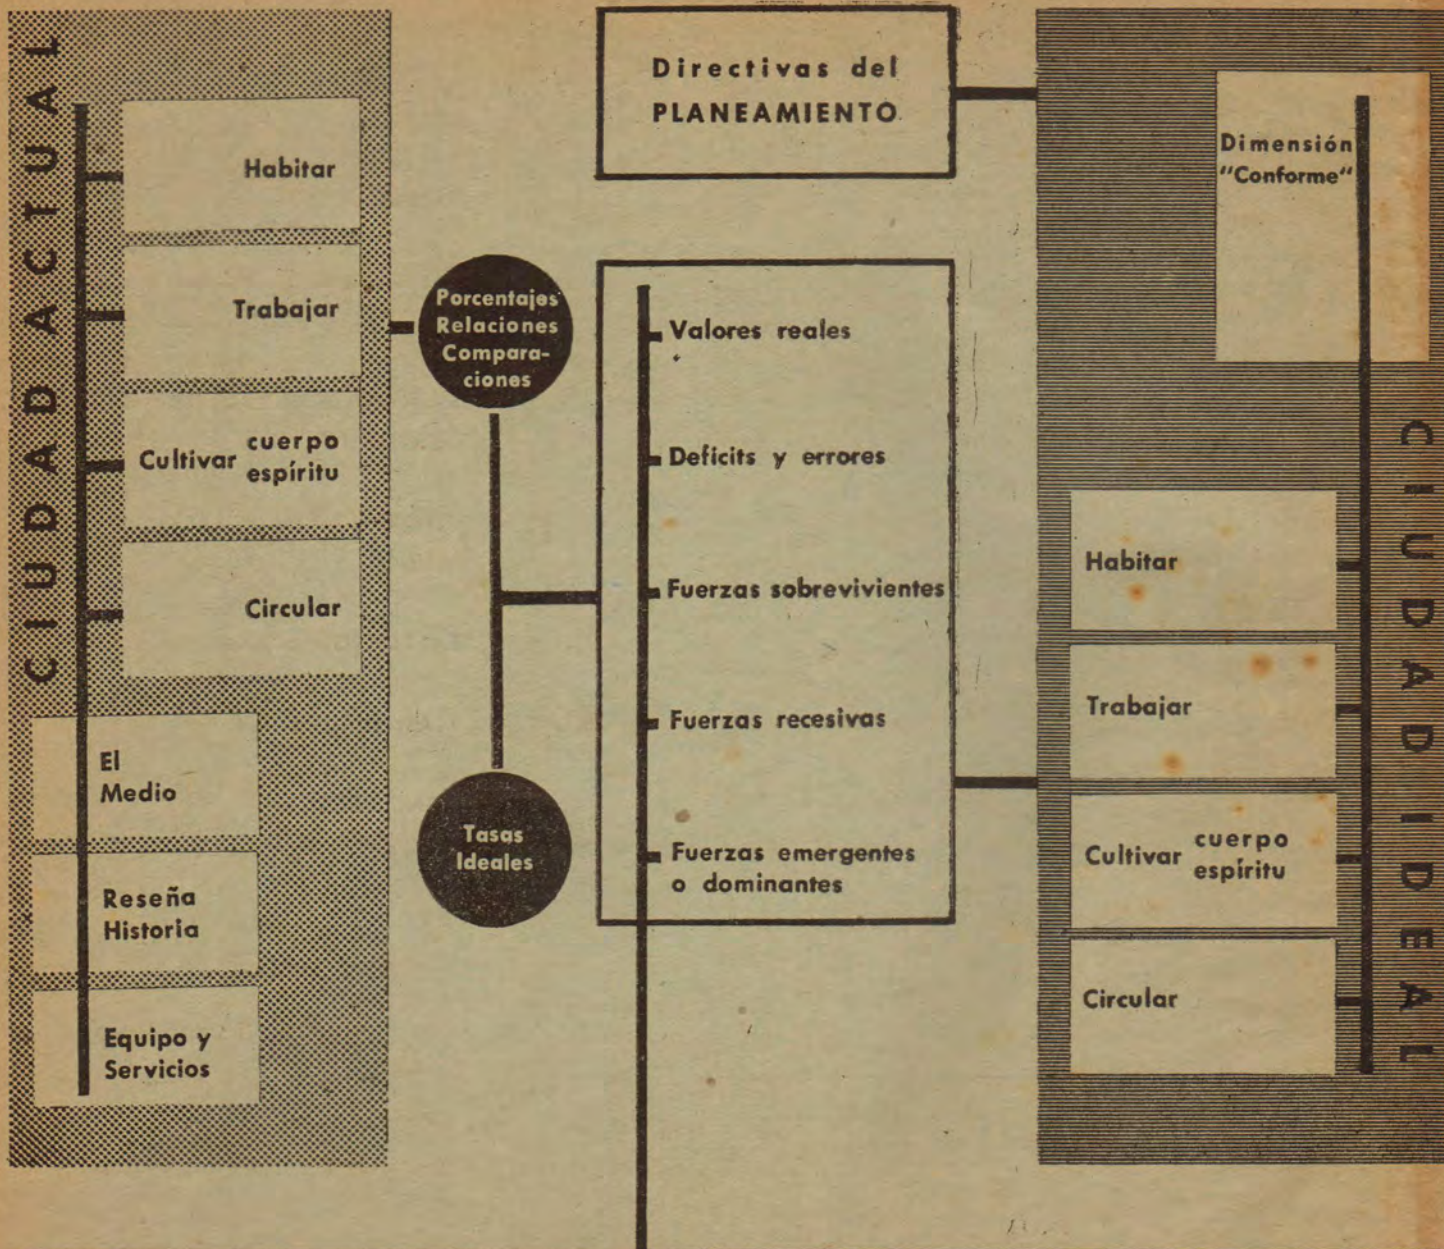 CIUDAD ACTUAL
Habitar
Trabajar
Cultivar cuerpo
espíritu
Circular
El
Medio
Reseña
Historia
Equipo y
Servicios
Porcentajes
Relaciones
Compara-
ciones
Tasas
Ideales
Directivas del
PLANEAMIENTO
Valores reales
Deficits y errores
Fuerzas sobrevivientes
Fuerzas recesivas
Fuerzas emergentes
o dominantes
Dimensión
"Conforme"
Habitar
Trabajar
Cultivar cuerpo
espíritu
Circular
CIUDAD IDEAL